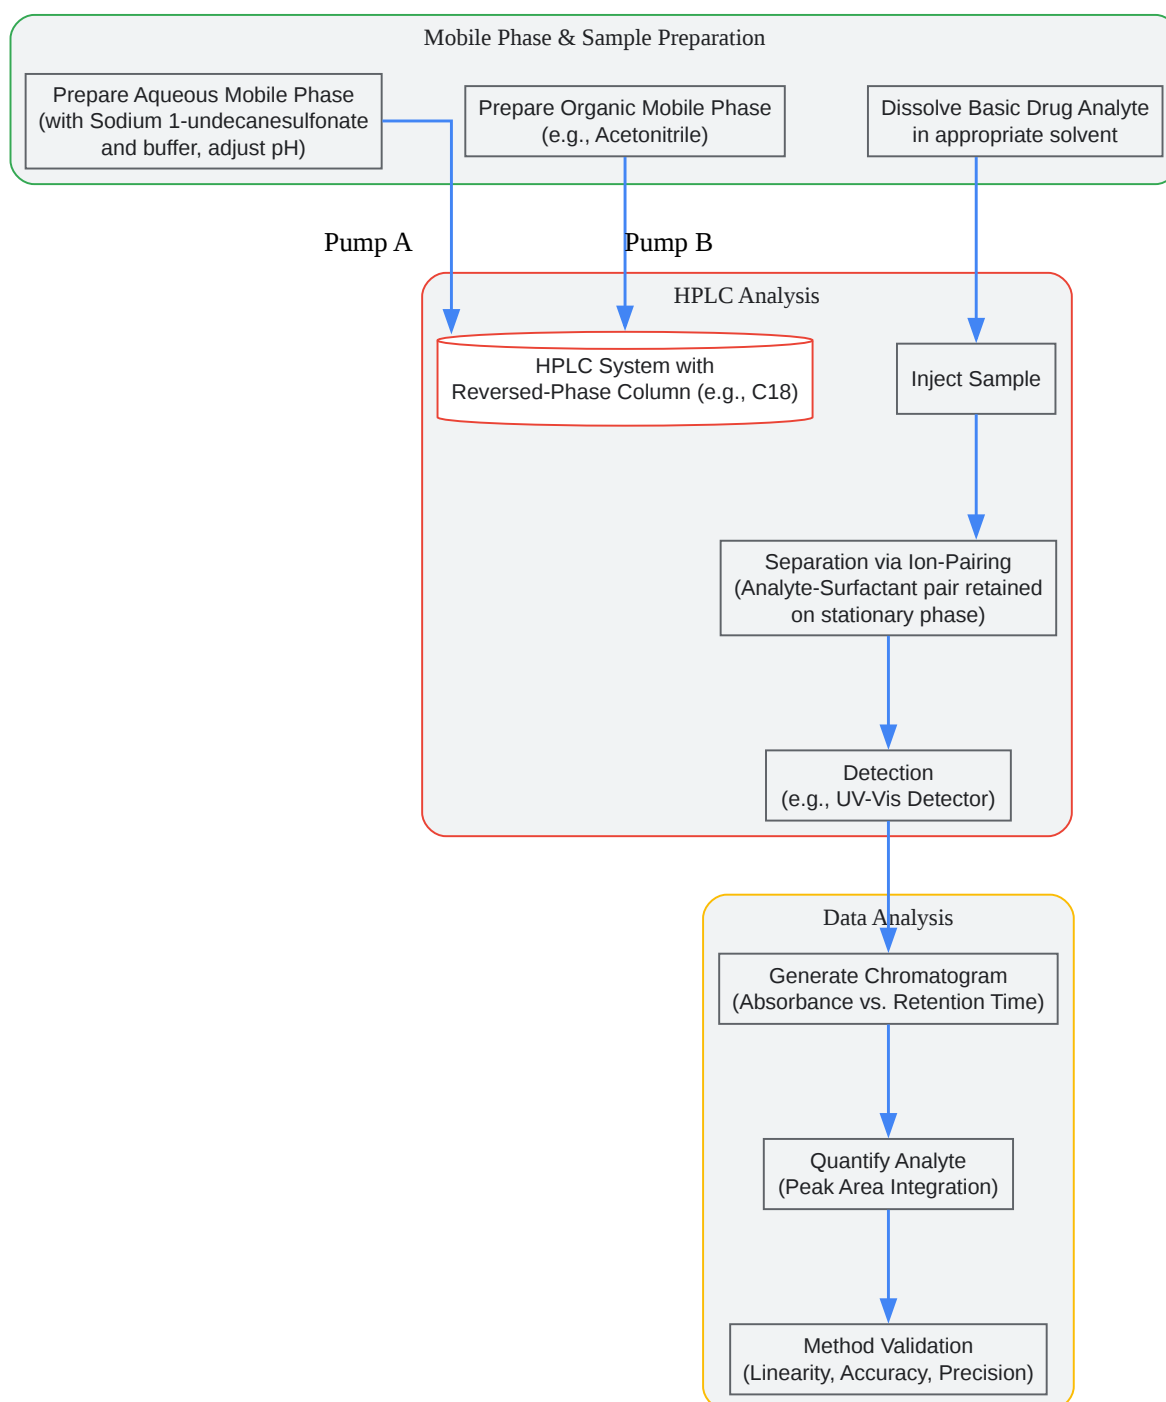 Mobile Phase & Sample Preparation
Prepare Aqueous Mobile Phase
(with Sodium 1-undecanesulfonate
and buffer, adjust pH)
Prepare Organic Mobile Phase
(e.g., Acetonitrile)
Dissolve Basic Drug Analyte
in appropriate solvent
Pump A
Pump B
HPLC Analysis
HPLC System with
Reversed-Phase Column (e.g., C18)
Inject Sample
Separation via Ion-Pairing
(Analyte-Surfactant pair retained
on stationary phase)
Detection
(e.g., UV-Vis Detector)
Data Analysis
Generate Chromatogram
(Absorbance vs. Retention Time)
Quantify Analyte
(Peak Area Integration)
Method Validation
(Linearity, Accuracy, Precision)